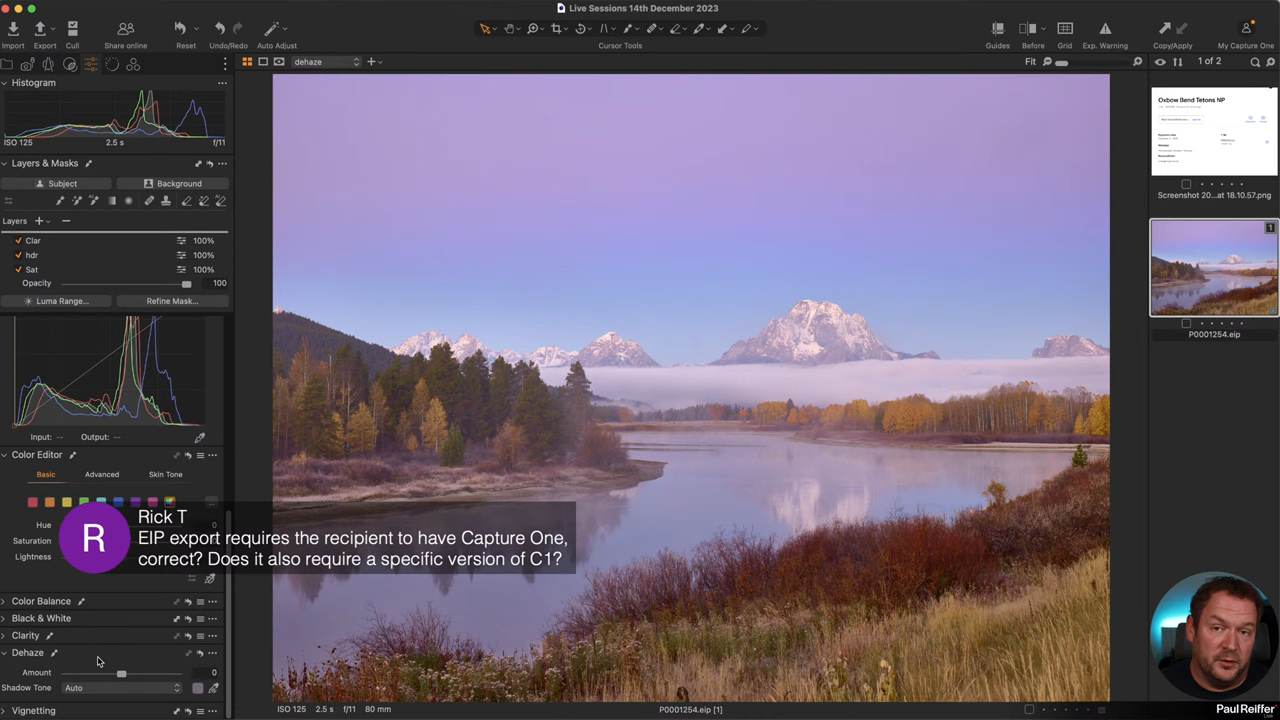 Live Sessions 14th December 2023
Import Export Cull Share online Reset Undo/Redo Auto Adjust Cursor Tools Guides Before Grid Exp. Warning Copy/Apply My Capture One
dehaze Fit 1 of 2
Histogram
ISO 125 2.5 s f/11
Layers & Masks
Subject Background
Layers
Clar 100%
hdr 100%
Sat 100%
Opacity 100
Luma Range... Refine Mask...
Input: -- Output: --
Color Editor
Basic Advanced Skin Tone
Hue 0
Saturation
Lightness
Rick T
EIP export requires the recipient to have Capture One,
correct? Does it also require a specific version of C1?
R
Color Balance
Black & White
Clarity
Dehaze
Amount 0
Shadow Tone Auto
Vignetting
ISO 125 2.5 s f/11 80 mm P0001254.eip [1]
Oxbow Bend Tetons NP
Screenshot 20...at 18.10.57.png
1
P0001254.eip
Paul Reiffer
Live